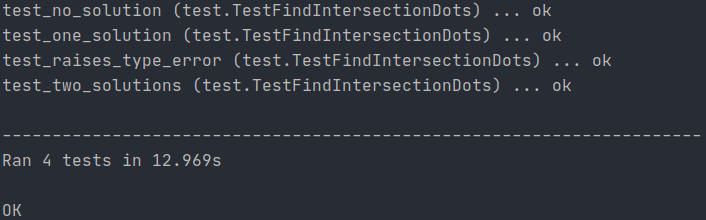 test_no_solution (test.TestFindIntersectionDots) ... ok
test_one_solution (test.TestFindIntersectionDots) ... ok
test_raises_type_error (test.TestFindIntersectionDots) ... ok
test_two_solutions (test.TestFindIntersectionDots) ... ok
----------------------------------------------------------------------
Ran 4 tests in 12.969s
OK